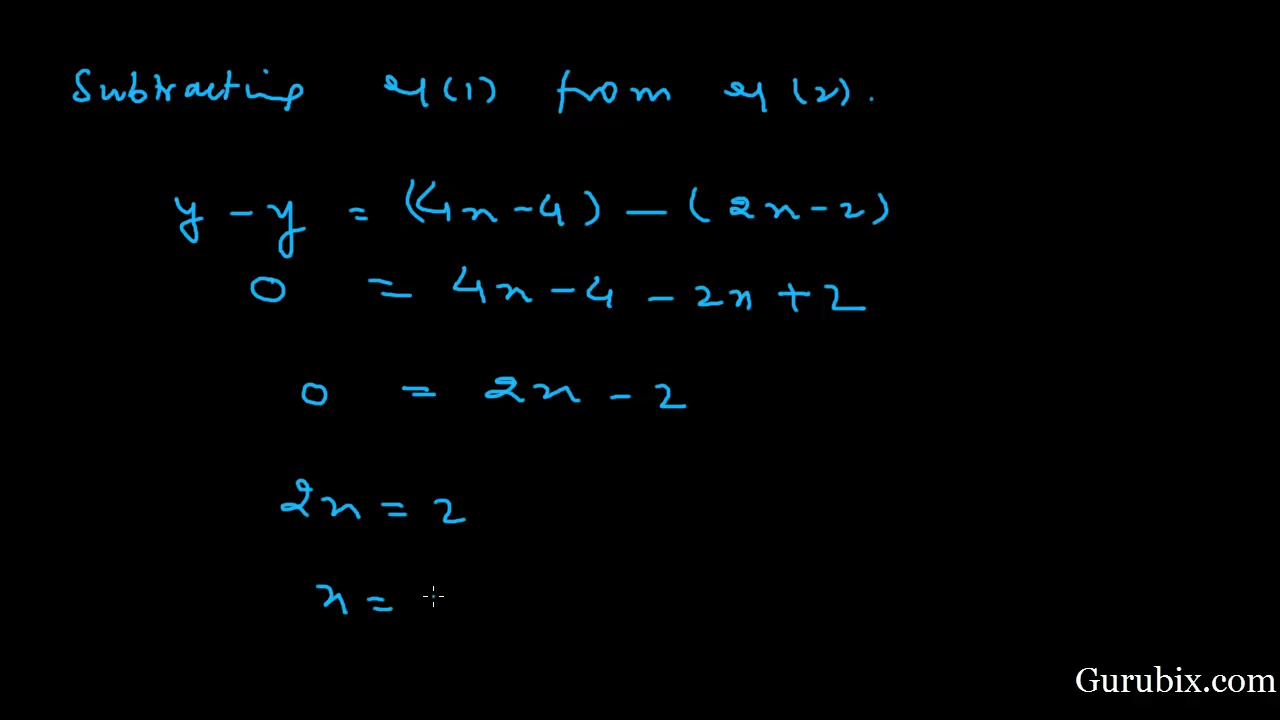 Subtracting eq (1) from eq (2).
y - y = (4x - 4) - (2x - 2)
0 = 4x - 4 - 2x + 2
0 = 2x - 2
2x = 2
x =
Gurubix.com